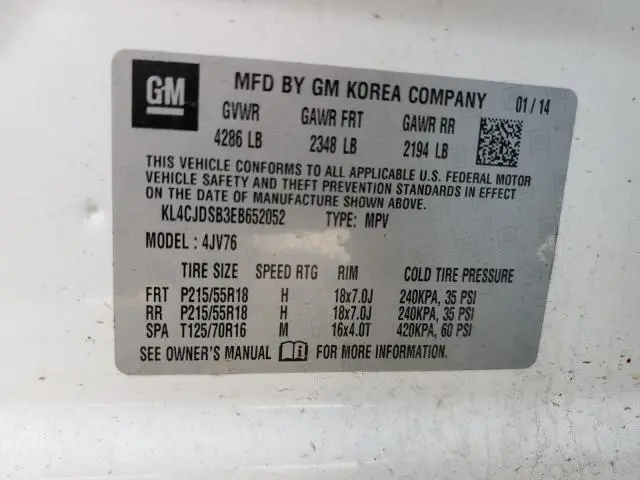 GM MFD BY GM KOREA COMPANY 01 / 14
GVWR GAWR FRT GAWR RR
4286 LB 2348 LB 2194 LB
THIS VEHICLE CONFORMS TO ALL APPLICABLE U.S. FEDERAL MOTOR
VEHICLE SAFETY AND THEFT PREVENTION STANDARDS IN EFFECT
ON THE DATE OF MANUFACTURE SHOWN ABOVE.
KL4CJDSB3EB652052 TYPE: MPV
MODEL: 4JV76
TIRE SIZE SPEED RTG RIM COLD TIRE PRESSURE
FRT P215/55R18 H 18x7.0J 240KPA, 35 PSI
RR P215/55R18 H 18x7.0J 240KPA, 35 PSI
SPA T125/70R16 M 16x4.0T 420KPA, 60 PSI
SEE OWNER'S MANUAL FOR MORE INFORMATION.